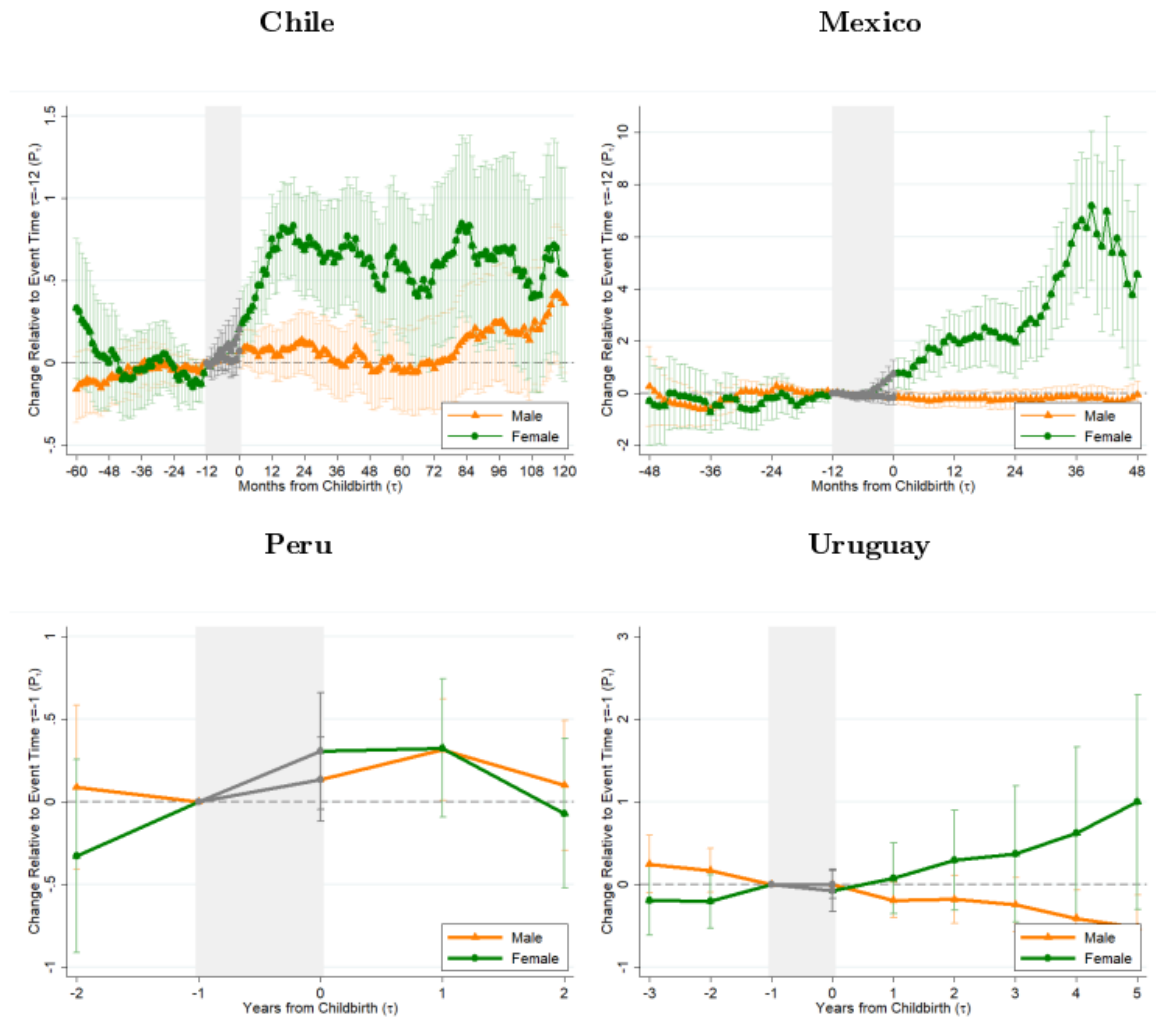 Chile
Mexico
Change Relative to Event Time τ=-12 (Pτ)
1.5
1
.5
0
-.5
-60 -48 -36 -24 -12 0 12 24 36 48 60 72 84 96 108 120
Months from Childbirth (τ)
Male
Female
Change Relative to Event Time τ=-12 (Pτ)
10
8
6
4
2
0
-2
-48 -36 -24 -12 0 12 24 36 48
Months from Childbirth (τ)
Male
Female
Peru
Uruguay
Change Relative to Event Time τ=-1 (Pτ)
1
.5
0
-.5
-1
-2 -1 0 1 2
Years from Childbirth (τ)
Male
Female
Change Relative to Event Time τ=-1 (Pτ)
3
2
1
0
-1
-3 -2 -1 0 1 2 3 4 5
Years from Childbirth (τ)
Male
Female